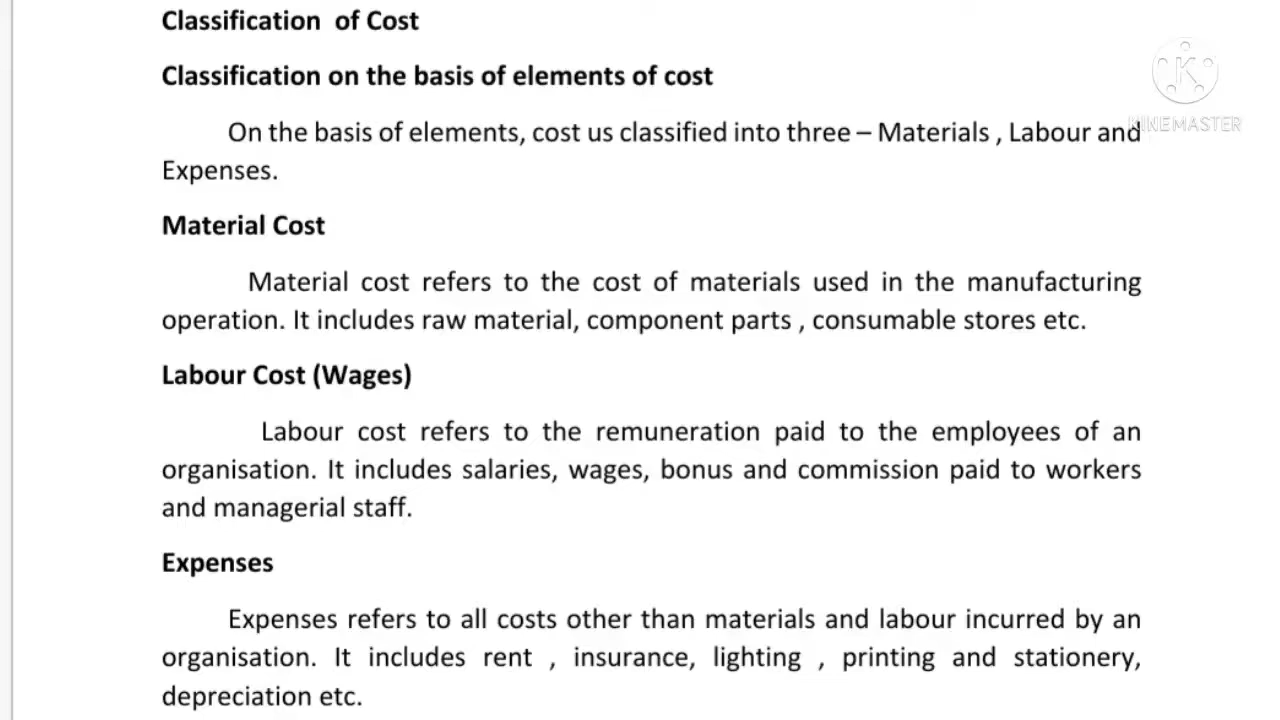 Classification of Cost
Classification on the basis of elements of cost
KINEMASTER
On the basis of elements, cost us classified into three – Materials , Labour and
Expenses.
Material Cost
Material cost refers to the cost of materials used in the manufacturing
operation. It includes raw material, component parts , consumable stores etc.
Labour Cost (Wages)
Labour cost refers to the remuneration paid to the employees of an
organisation. It includes salaries, wages, bonus and commission paid to workers
and managerial staff.
Expenses
Expenses refers to all costs other than materials and labour incurred by an
organisation. It includes rent , insurance, lighting , printing and stationery,
depreciation etc.